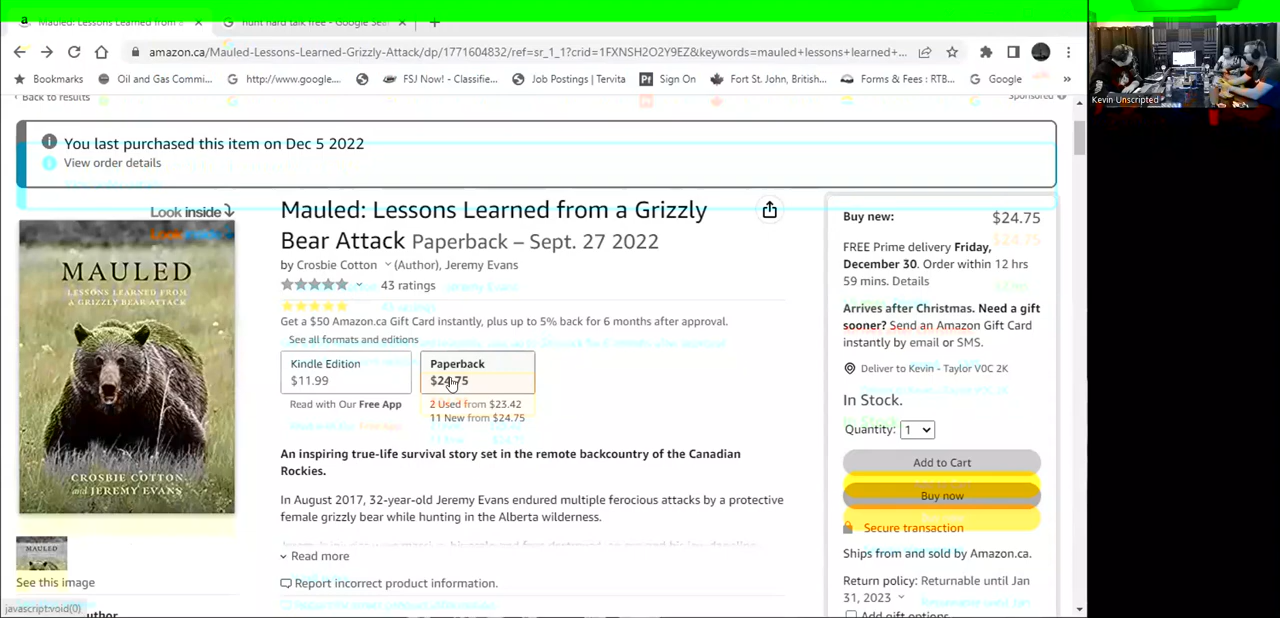 Mauled: Lessons Learned from a
hunt hard talk free - Google Sea
amazon.ca/Mauled-Lessons-Learned-Grizzly-Attack/dp/1771604832/ref=sr_1_1?crid=1FXNSH2O2Y9EZ&keywords=mauled+lessons+learned+...
Bookmarks Oil and Gas Commi... http://www.google.... FSJ Now! - Classifie... Job Postings | Tervita Sign On Fort St. John, British... Forms & Fees : RTB... Google »
Back to results
Sponsored
You last purchased this item on Dec 5 2022
View order details
Look inside
MAULED
LESSONS LEARNED FROM
A GRIZZLY BEAR ATTACK
CROSBIE COTTON
and JEREMY EVANS
MAULED
See this image
Mauled: Lessons Learned from a Grizzly
Bear Attack Paperback – Sept. 27 2022
by Crosbie Cotton (Author), Jeremy Evans
43 ratings
Get a $50 Amazon.ca Gift Card instantly, plus up to 5% back for 6 months after approval.
See all formats and editions
Kindle Edition
$11.99
Read with Our Free App
Paperback
$24.75
2 Used from $23.42
11 New from $24.75
An inspiring true-life survival story set in the remote backcountry of the Canadian
Rockies.
In August 2017, 32-year-old Jeremy Evans endured multiple ferocious attacks by a protective
female grizzly bear while hunting in the Alberta wilderness.
Read more
Report incorrect product information.
Buy new: $24.75
FREE Prime delivery Friday,
December 30. Order within 12 hrs
59 mins. Details
Arrives after Christmas. Need a gift
sooner? Send an Amazon Gift Card
instantly by email or SMS.
Deliver to Kevin - Taylor V0C 2K
In Stock.
Quantity: 1
Add to Cart
Buy now
Secure transaction
Ships from and sold by Amazon.ca.
Return policy: Returnable until Jan
31, 2023
Add gift options
javascript:void(0)
Kevin Unscripted